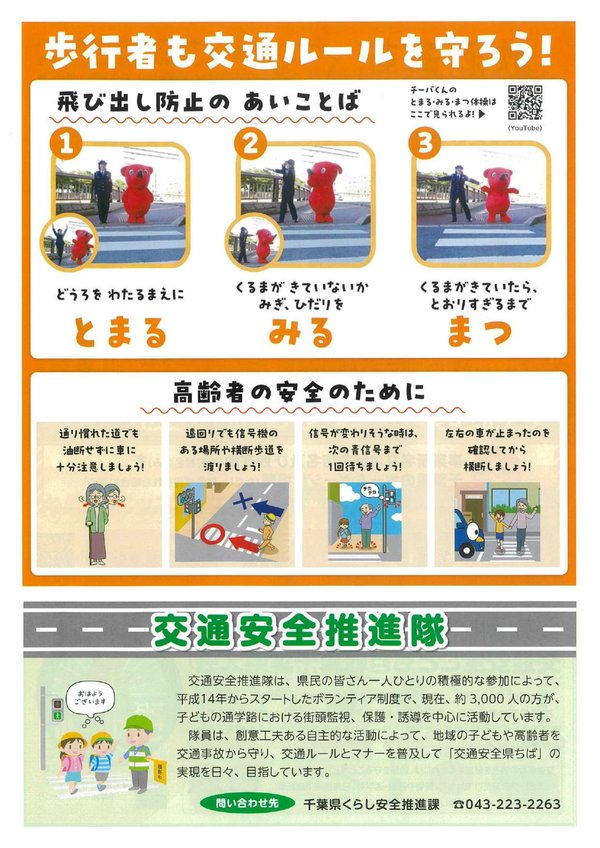 歩行者も交通ルールを守ろう!
飛び出し防止の あいことば
チーバくんの
とまる・みる・まつ体操は
ここで見られるよ!▶
(YouTube)
1
2
3
どうろを わたるまえに
とまる
くるまが きていないか
みぎ、ひだりを
みる
くるまがきていたら、
とおりすぎるまで
まつ
高齢者の安全のために
通り慣れた道でも
油断せずに車に
十分注意しましょう!
遠回りでも信号機の
ある場所や横断歩道を
渡りましょう!
信号が変わりそうな時は、
次の青信号まで
1回待ちましょう!
チカ
チカ
左右の車が止まったのを
確認してから
横断しましょう!
交通安全推進隊
おはよう
ございます
交通安全推進隊は、県民の皆さん一人ひとりの積極的な参加によって、
平成14年からスタートしたボランティア制度で、現在、約3,000人の方が、
子どもの通学路における街頭監視、保護・誘導を中心に活動しています。
隊員は、創意工夫ある自主的な活動によって、地域の子どもや高齢者を
交通事故から守り、交通ルールとマナーを普及して「交通安全県ちば」の
実現を日々、目指しています。
問い合わせ先 千葉県くらし安全推進課 ☎043-223-2263